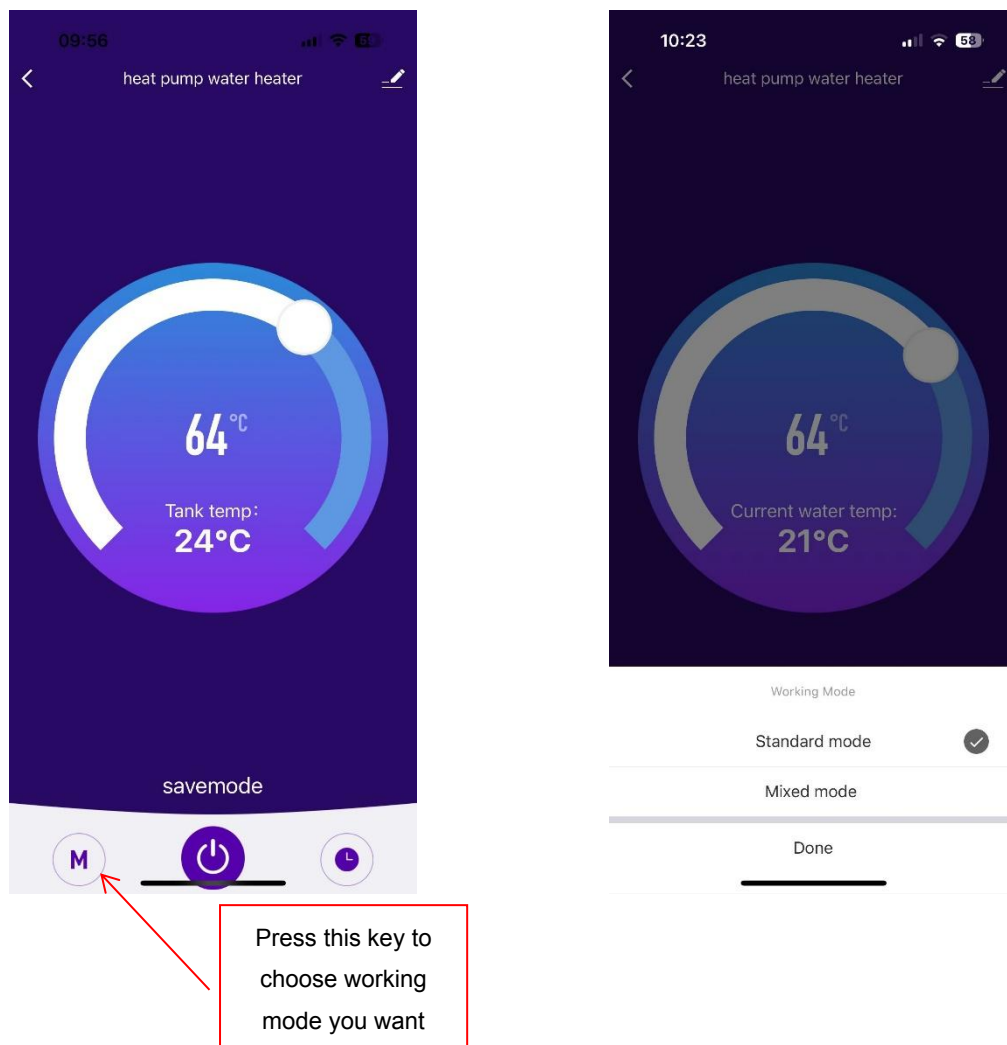 09:56
heat pump water heater
64°C
Tank temp:
24°C
savemode
M
Press this key to
choose working
mode you want
10:23
58
heat pump water heater
64°C
Current water temp:
21°C
Working Mode
Standard mode
Mixed mode
Done